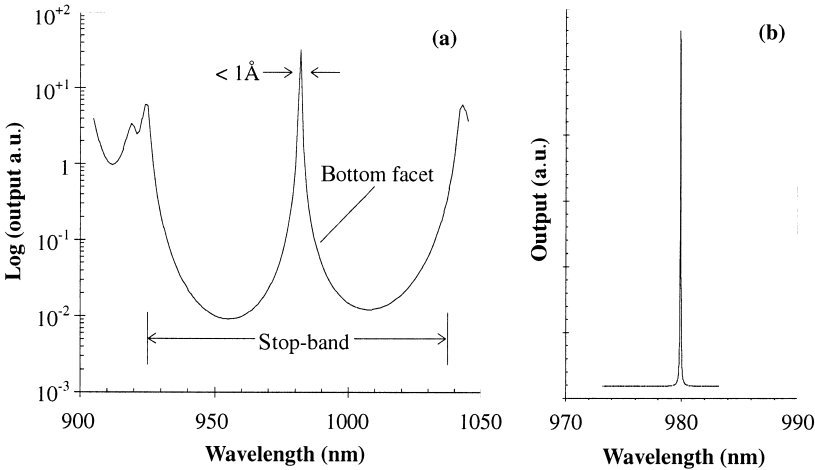 (a)
Log (output a.u.)
10+2
10+1
1
10-1
10-2
10-3
< 1Å
Bottom facet
Stop-band
900
950
1000
1050
Wavelength (nm)
(b)
Output (a.u.)
970
980
990
Wavelength (nm)